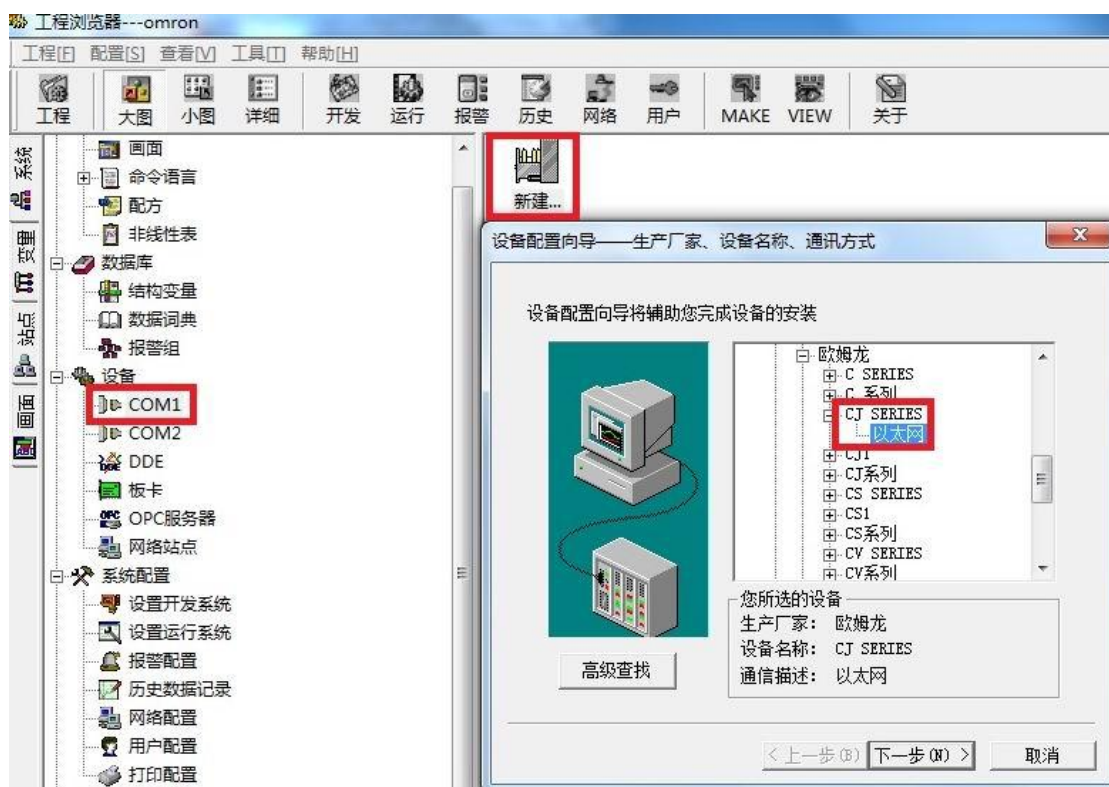 工程浏览器---omron
工程[F] 配置[S] 查看[V] 工具[T] 帮助[H]
工程 大图 小图 详细 开发 运行 报警 历史 网络 用户 MAKE VIEW 关于
系统
变量
站点
画面
画面
命令语言
配方
非线性表
数据库
结构变量
数据词典
报警组
设备
COM1
COM2
DDE
板卡
OPC服务器
网络站点
系统配置
设置开发系统
设置运行系统
报警配置
历史数据记录
网络配置
用户配置
打印配置
新建...
设备配置向导——生产厂家、设备名称、通讯方式
设备配置向导将辅助您完成设备的安装
欧姆龙
C SERIES
C 系列
CJ SERIES
以太网
CJ1
CJ系列
CS SERIES
CS1
CS系列
CV SERIES
CV系列
您所选的设备
生产厂家： 欧姆龙
设备名称： CJ SERIES
通信描述： 以太网
高级查找
< 上一步(B) 下一步(N) > 取消